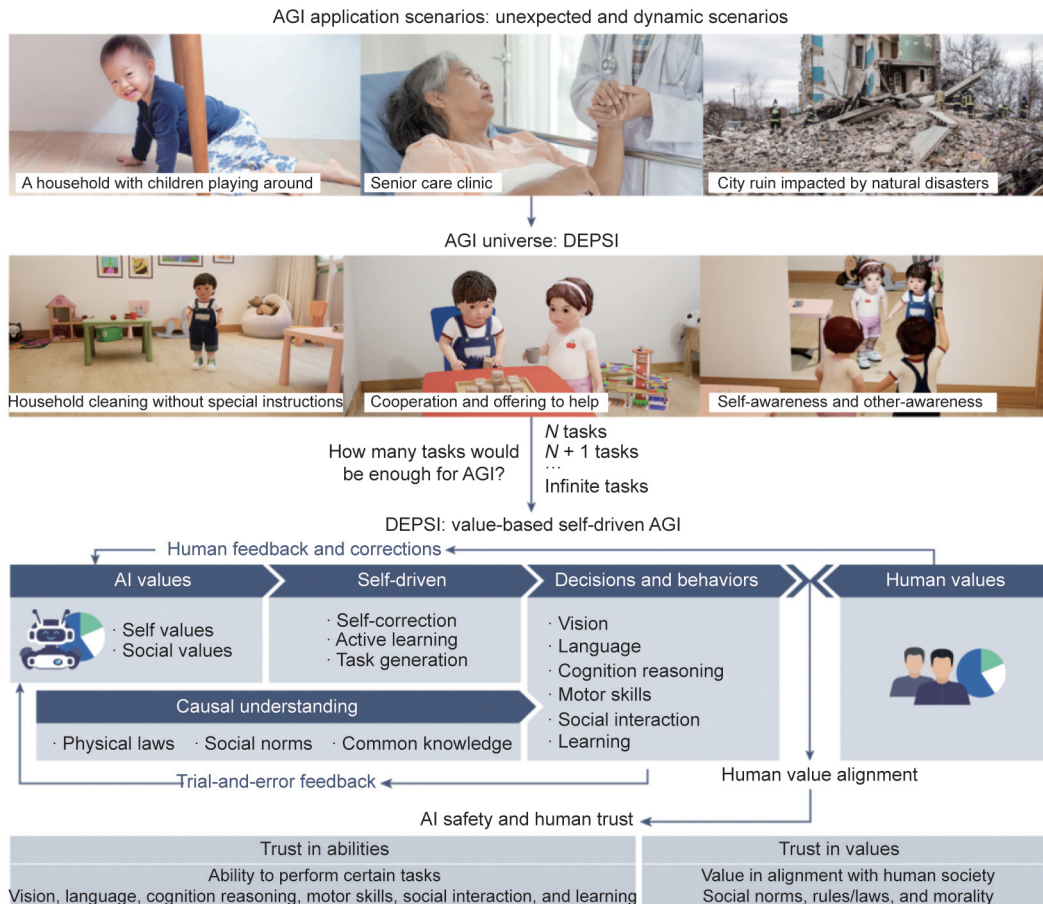 AGI application scenarios: unexpected and dynamic scenarios
A household with children playing around
Senior care clinic
City ruin impacted by natural disasters
AGI universe: DEPSI
Household cleaning without special instructions
Cooperation and offering to help
Self-awareness and other-awareness
How many tasks would
be enough for AGI?
N tasks
N + 1 tasks
...
Infinite tasks
DEPSI: value-based self-driven AGI
Human feedback and corrections
AI values
· Self values
· Social values
Self-driven
· Self-correction
· Active learning
· Task generation
Decisions and behaviors
· Vision
· Language
· Cognition reasoning
· Motor skills
· Social interaction
· Learning
Human values
Causal understanding
· Physical laws · Social norms · Common knowledge
Trial-and-error feedback
Human value alignment
AI safety and human trust
Trust in abilities
Ability to perform certain tasks
Vision, language, cognition reasoning, motor skills, social interaction, and learning
Trust in values
Value in alignment with human society
Social norms, rules/laws, and morality